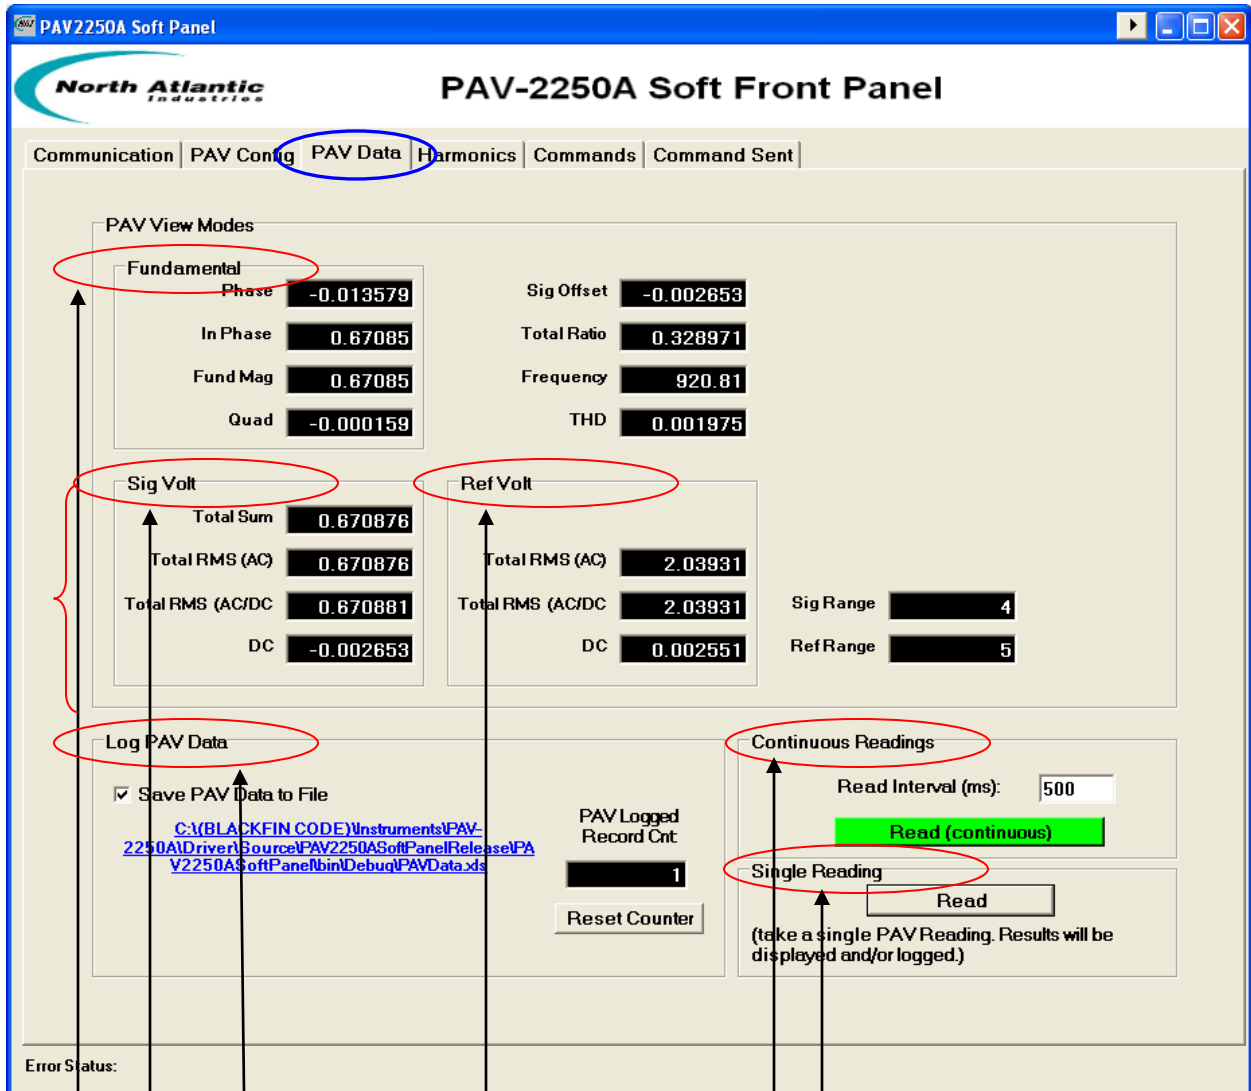 PAV2250A Soft Panel
North Atlantic
Industries
PAV-2250A Soft Front Panel
Communication
PAV Config
PAV Data
Harmonics
Commands
Command Sent
PAV View Modes
Fundamental
Phase -0.013579
In Phase 0.67085
Fund Mag 0.67085
Quad -0.000159
Sig Offset -0.002653
Total Ratio 0.328971
Frequency 920.81
THD 0.001975
Sig Volt
Total Sum 0.670876
Total RMS (AC) 0.670876
Total RMS (AC/DC 0.670881
DC -0.002653
Ref Volt
Total RMS (AC) 2.03931
Total RMS (AC/DC 2.03931
DC 0.002551
Sig Range 4
Ref Range 5
Log PAV Data
Save PAV Data to File
C:\(BLACKFIN CODE)\Instruments\PAV-
2250A\Driver\Source\PAV2250ASoftPanelRelease\PA
V2250ASoftPanel\bin\Debug\PAVData.xls
PAV Logged
Record Cnt:
1
Reset Counter
Continuous Readings
Read Interval (ms): 500
Read (continuous)
Single Reading
Read
(take a single PAV Reading. Results will be
displayed and/or logged.)
Error Status: